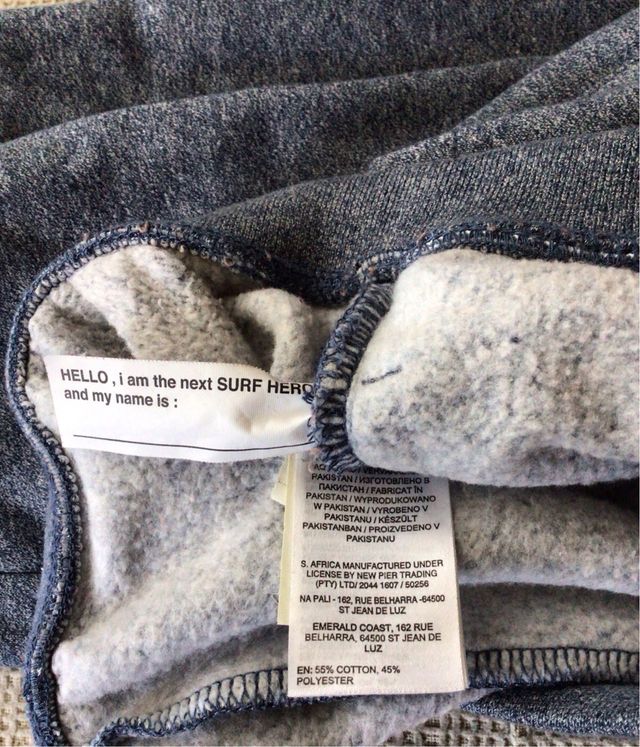 HELLO , i am the next SURF HERO
and my name is :
PAKISTAN / ИЗГОТОВЛЕНО В
ПАКИСТАН / FABRICAT ÎN
PAKISTAN / WYPRODUKOWANO
W PAKISTAN / VYROBENO V
PAKISTANU / KÉSZÜLT
PAKISTANBAN / PROIZVEDENO V
PAKISTANU
S. AFRICA MANUFACTURED UNDER
LICENSE BY NEW PIER TRADING
(PTY) LTD/ 2044 1607 / 50256
NA PALI - 162, RUE BELHARRA -64500
ST JEAN DE LUZ
EMERALD COAST, 162 RUE
BELHARRA, 64500 ST JEAN DE
LUZ
EN: 55% COTTON, 45%
POLYESTER